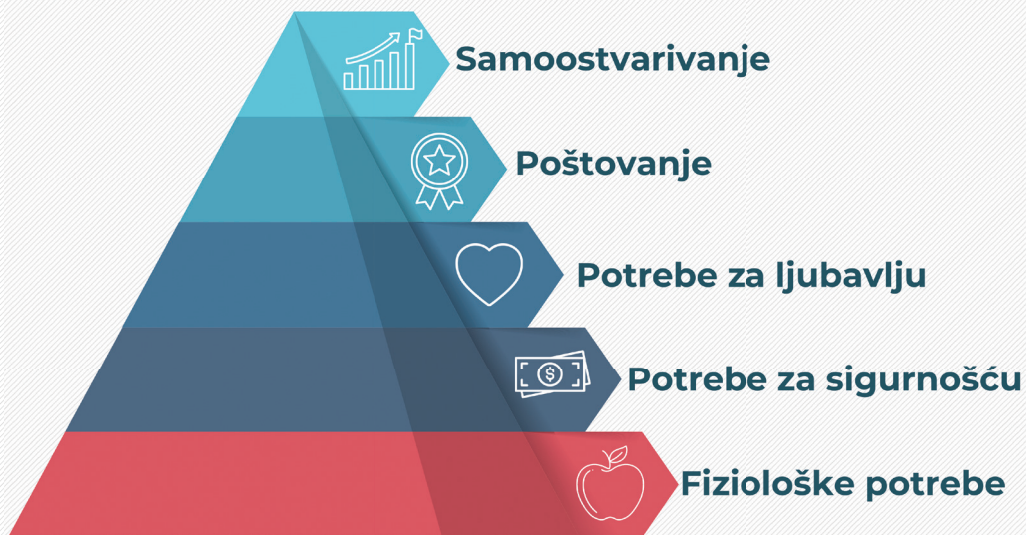 Samoostvarivanje
Poštovanje
Potrebe za ljubavlju
Potrebe za sigurnošću
Fiziološke potrebe